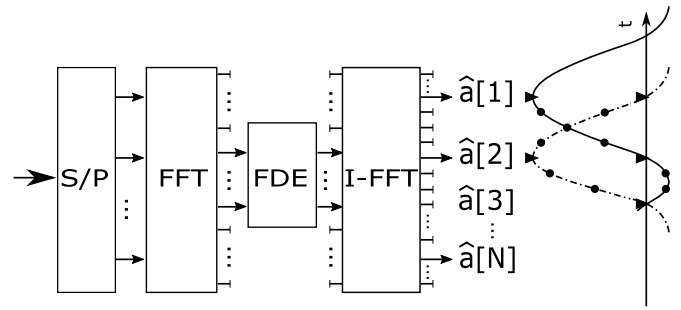 S/P
FFT
FDE
I-FFT
â[1]
â[2]
â[3]
â[N]
t